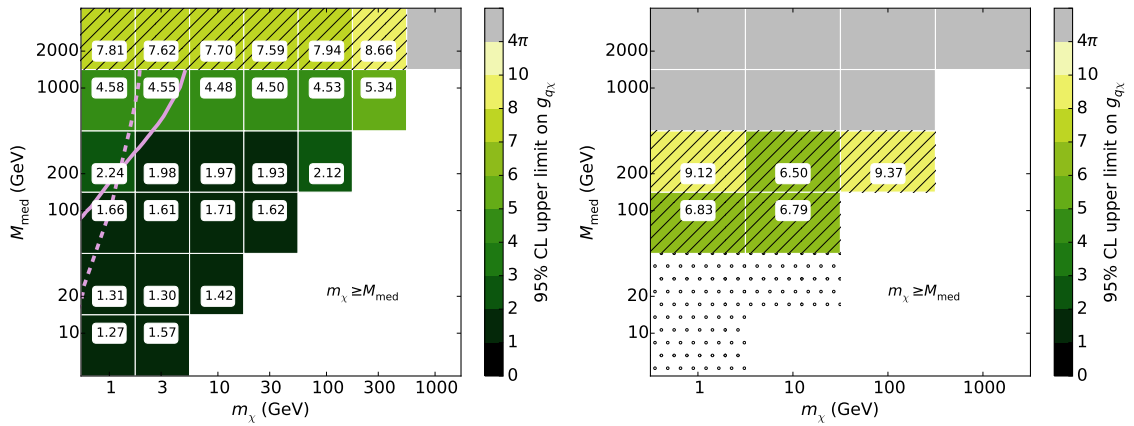 2000
1000
200
100
20
10
M_med (GeV)
7.81 7.62 7.70 7.59 7.94 8.66
4.58 4.55 4.48 4.50 4.53 5.34
2.24 1.98 1.97 1.93 2.12
1.66 1.61 1.71 1.62
1.31 1.30 1.42
1.27 1.57
m_χ ≥M_med
1 3 10 30 100 300 1000
m_χ (GeV)
4π
10
8
7
6
5
4
3
2
1
0
95% CL upper limit on g_qχ
2000
1000
200
100
20
10
M_med (GeV)
9.12 6.50 9.37
6.83 6.79
m_χ ≥M_med
1 10 100 1000
m_χ (GeV)
4π
10
8
7
6
5
4
3
2
1
0
95% CL upper limit on g_qχ